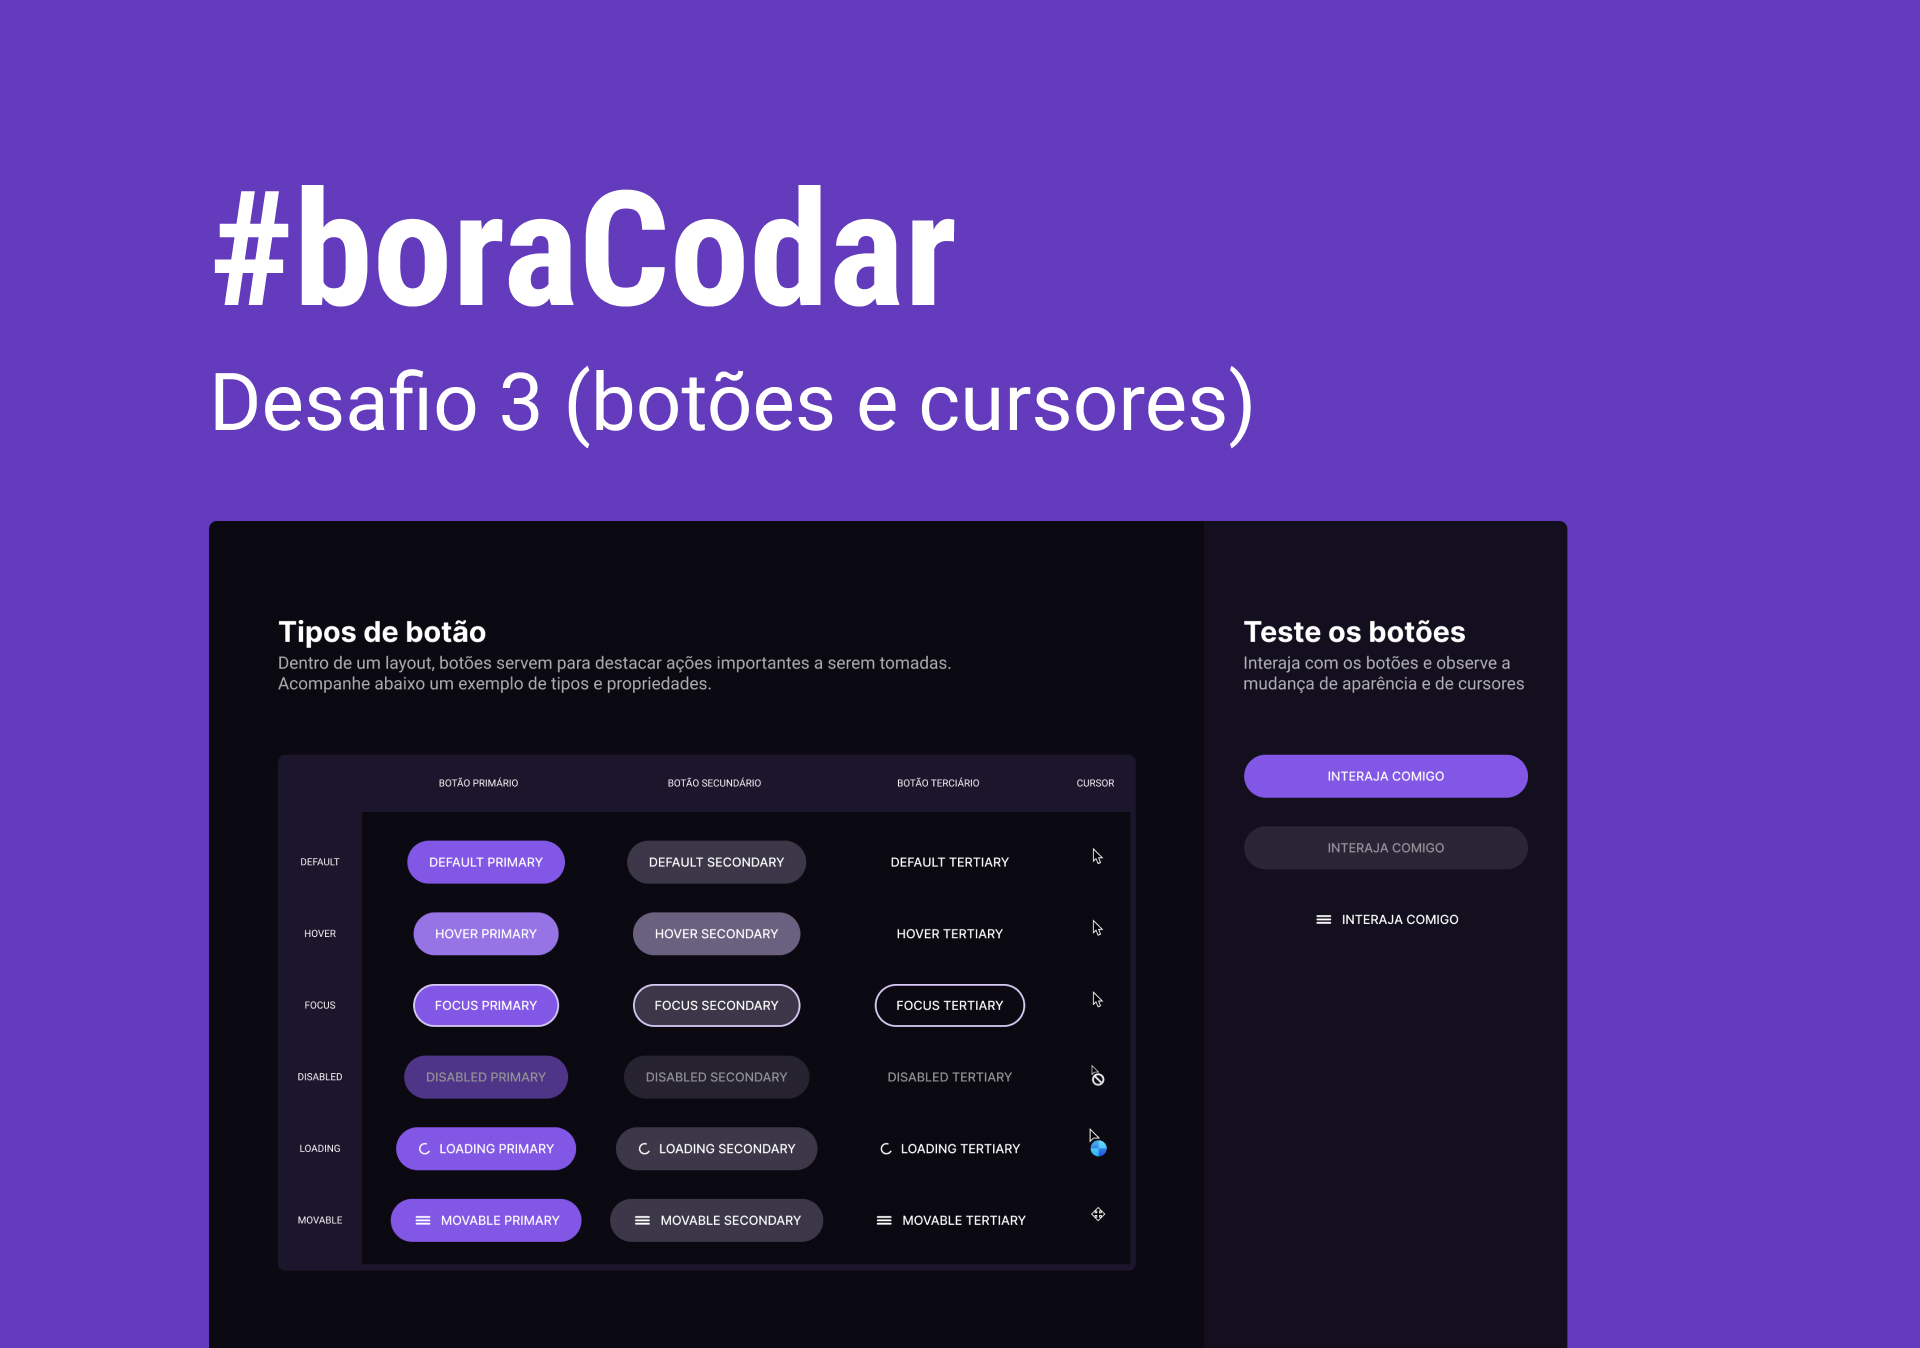 #boraCodar
Desafio 3 (botões e cursores)
Tipos de botão
Dentro de um layout, botões servem para destacar ações importantes a serem tomadas.
Acompanhe abaixo um exemplo de tipos e propriedades.
BOTÃO PRIMÁRIO BOTÃO SECUNDÁRIO BOTÃO TERCIÁRIO CURSOR
DEFAULT DEFAULT PRIMARY DEFAULT SECONDARY DEFAULT TERTIARY
HOVER HOVER PRIMARY HOVER SECONDARY HOVER TERTIARY
FOCUS FOCUS PRIMARY FOCUS SECONDARY FOCUS TERTIARY
DISABLED DISABLED PRIMARY DISABLED SECONDARY DISABLED TERTIARY
LOADING LOADING PRIMARY LOADING SECONDARY LOADING TERTIARY
MOVABLE MOVABLE PRIMARY MOVABLE SECONDARY MOVABLE TERTIARY
Teste os botões
Interaja com os botões e observe a
mudança de aparência e de cursores
INTERAJA COMIGO
INTERAJA COMIGO
INTERAJA COMIGO